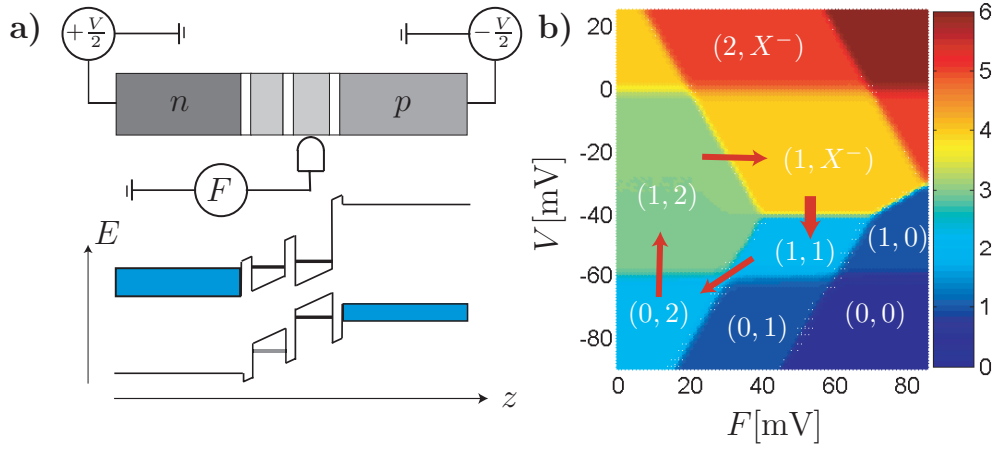 a)
+V/2
−V/2
n
p
F
E
z
b)
V[mV]
0
-20
-40
-60
-80
0
20
40
60
80
F[mV]
(2, X⁻)
(1, X⁻)
(1, 2)
(1, 1)
(1, 0)
(0, 2)
(0, 1)
(0, 0)
6
5
4
3
2
1
0